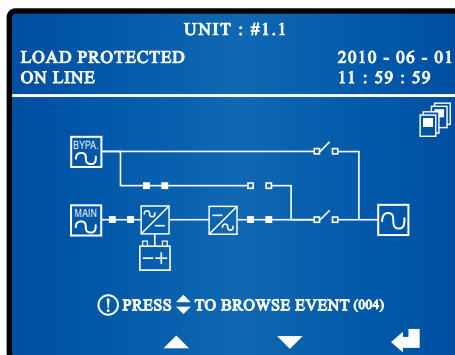 UNIT : #1.1
LOAD PROTECTED 2010 - 06 - 01
ON LINE 11 : 59 : 59
BYPA.
MAIN
PRESS TO BROWSE EVENT (004)